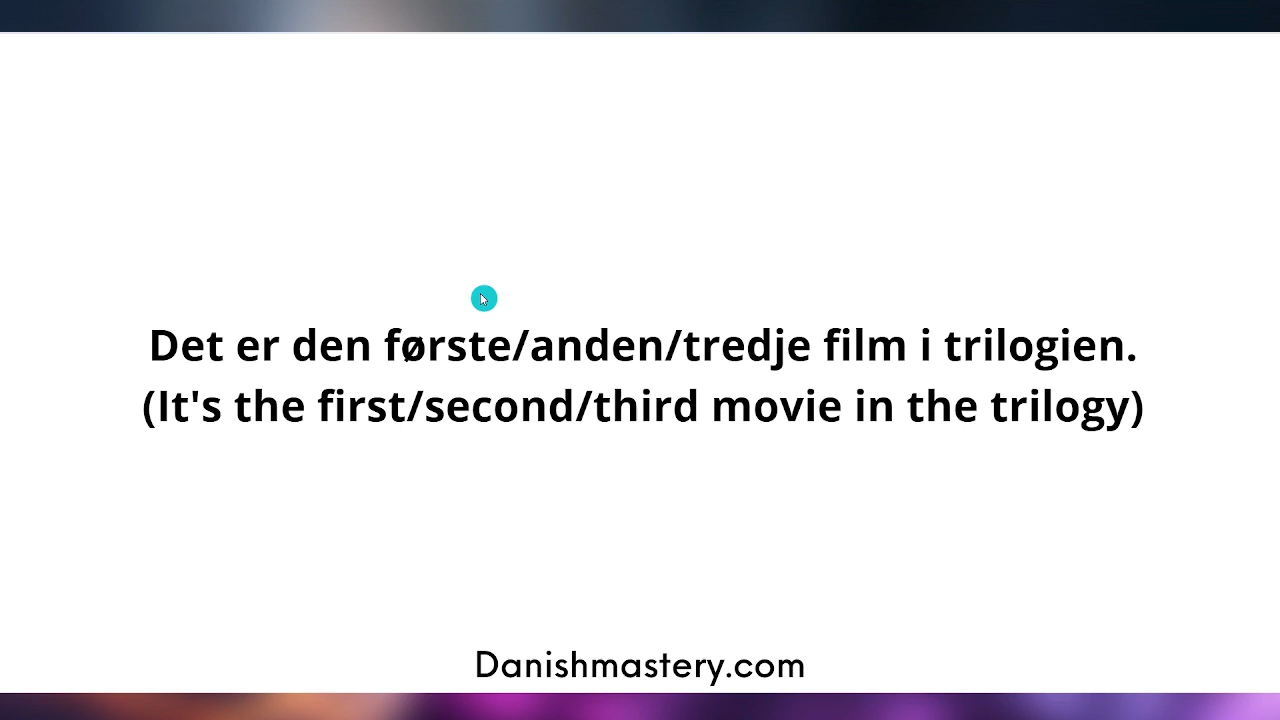 Det er den første/anden/tredje film i trilogien.
(It's the first/second/third movie in the trilogy)
Danishmastery.com